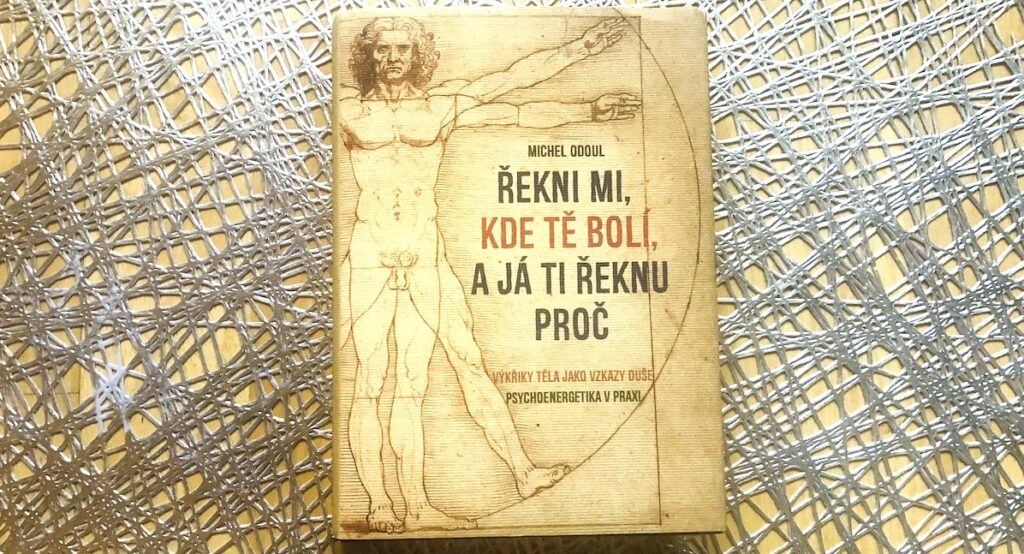 MICHEL ODOUL
ŘEKNI MI,
KDE TĚ BOLÍ,
A JÁ TI ŘEKNU
PROČ
VÝKŘIKY TĚLA JAKO VZKAZY DUŠE
PSYCHOENERGETIKA V PRAXI